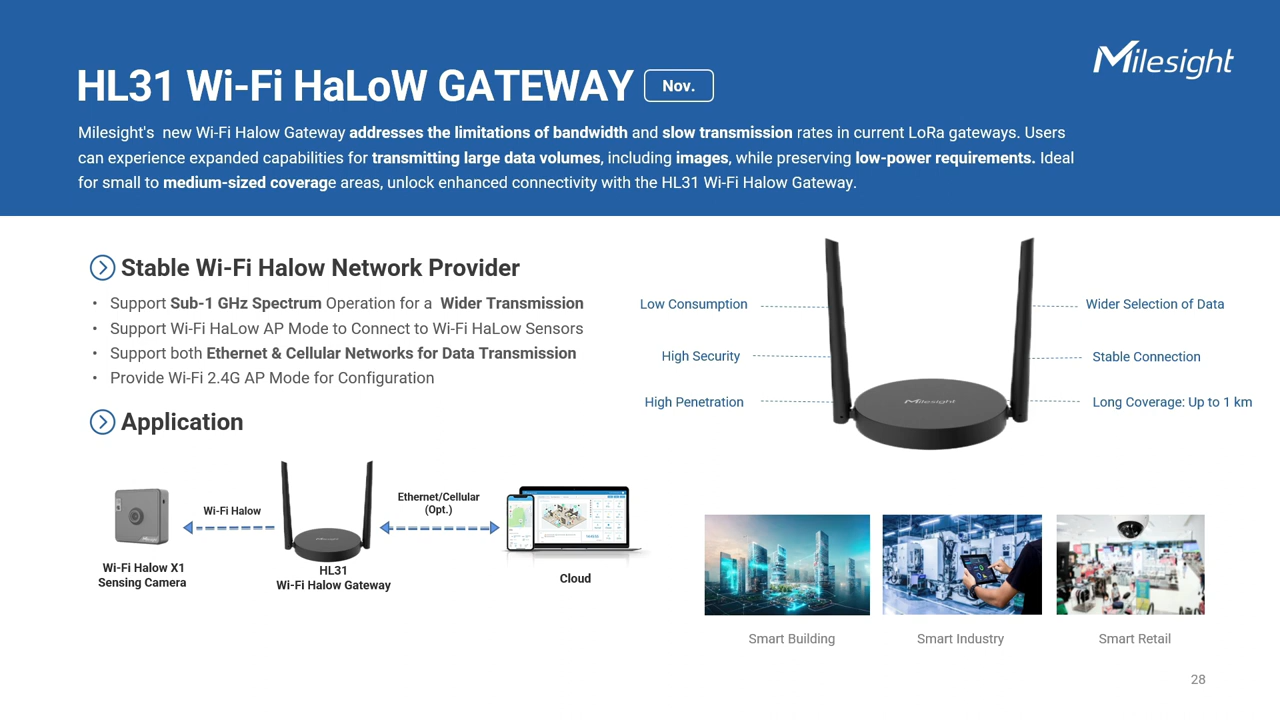 Milesight
HL31 Wi-Fi HaLoW GATEWAY
Nov.
Milesight's new Wi-Fi Halow Gateway addresses the limitations of bandwidth and slow transmission rates in current LoRa gateways. Users
can experience expanded capabilities for transmitting large data volumes, including images, while preserving low-power requirements. Ideal
for small to medium-sized coverage areas, unlock enhanced connectivity with the HL31 Wi-Fi Halow Gateway.
Stable Wi-Fi Halow Network Provider
• Support Sub-1 GHz Spectrum Operation for a Wider Transmission
• Support Wi-Fi HaLow AP Mode to Connect to Wi-Fi HaLow Sensors
• Support both Ethernet & Cellular Networks for Data Transmission
• Provide Wi-Fi 2.4G AP Mode for Configuration
Low Consumption
High Security
High Penetration
Wider Selection of Data
Stable Connection
Long Coverage: Up to 1 km
Milesight
Application
Wi-Fi Halow
Ethernet/Cellular
(Opt.)
Wi-Fi Halow X1
Sensing Camera
HL31
Wi-Fi Halow Gateway
Cloud
Smart Building
Smart Industry
Smart Retail
28